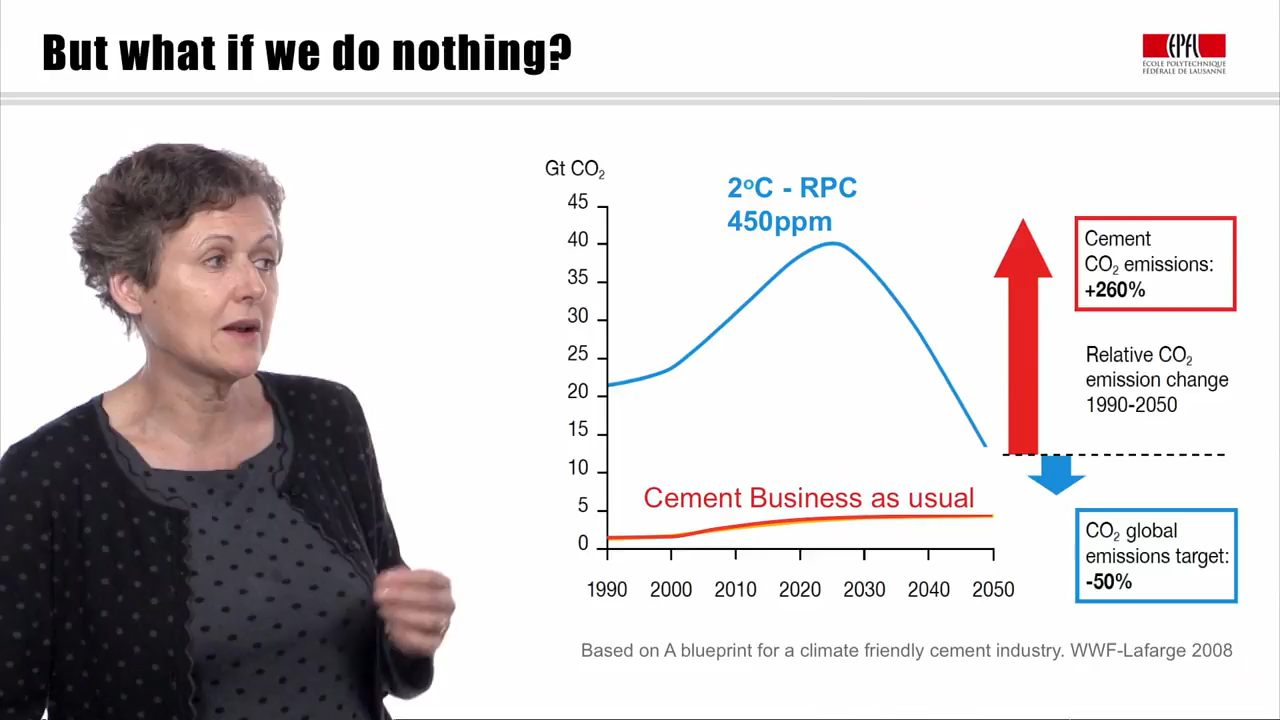 But what if we do nothing?
EPFL
ÉCOLE POLYTECHNIQUE
FÉDÉRALE DE LAUSANNE
Gt CO₂
45
40
35
30
25
20
15
10
5
0
2°C - RPC
450ppm
Cement Business as usual
1990 2000 2010 2020 2030 2040 2050
Cement
CO₂ emissions:
+260%
Relative CO₂
emission change
1990-2050
CO₂ global
emissions target:
-50%
Based on A blueprint for a climate friendly cement industry. WWF-Lafarge 2008